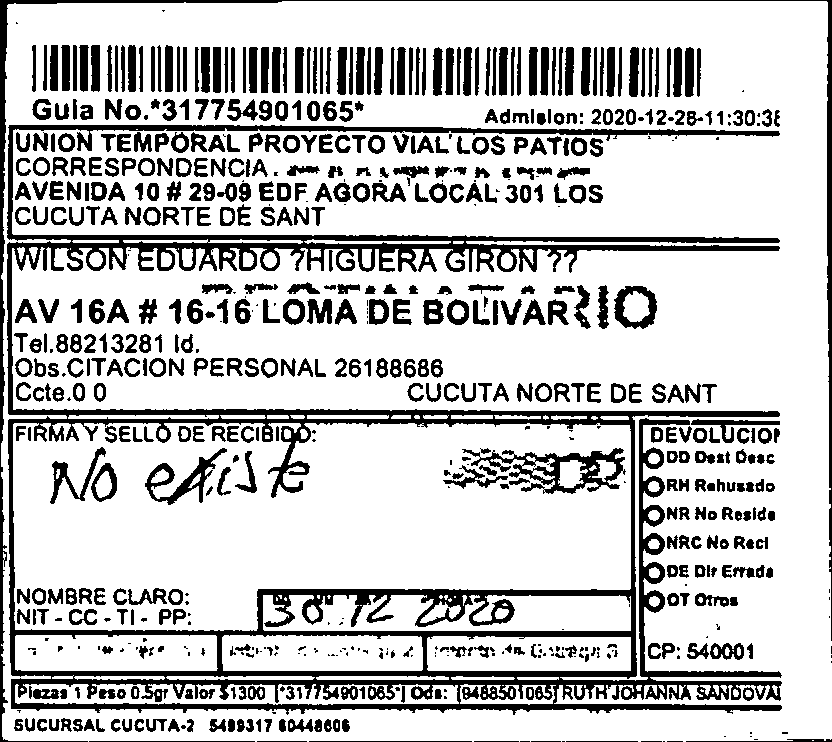 Guia No.*317754901065*
Admision: 2020-12-28-11:30:38
UNION TEMPORAL PROYECTO VIAL LOS PATIOS
CORRESPONDENCIA.
AVENIDA 10 # 29-09 EDF AGORA LOCAL 301 LOS
CUCUTA NORTE DE SANT
WILSON EDUARDO ?HIGUERA GIRON ??
AV 16A # 16-16 LOMA DE BOLIVAR
Tel.88213281 Id.
Obs.CITACION PERSONAL 26188686
Ccte.0 0 CUCUTA NORTE DE SANT
FIRMA Y SELLO DE RECIBIDO:
No existe
DEVOLUCION
DD Dest Desc
RH Rehusado
NR No Reside
NRC No Recl
DE Dir Errada
OT Otros
NOMBRE CLARO:
NIT - CC - TI - PP:
30 12 2020
CP: 540001
Piezas 1 Peso 0.5gr Valor $1300 [*317754901065*] Ods: [9488501065] RUTH JOHANNA SANDOVAL
SUCURSAL CUCUTA-2 5499317 60448606